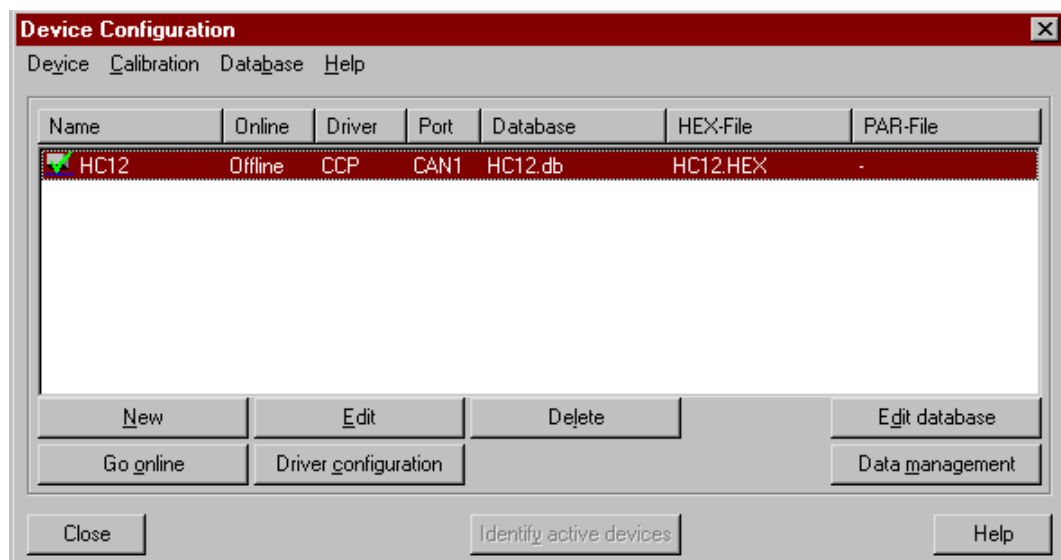 Device Configuration
Device Calibration Database Help
Name Online Driver Port Database HEX-File PAR-File
HC12 Offline CCP CAN1 HC12.db HC12.HEX -
New Edit Delete Edit database
Go online Driver configuration Data management
Close Identify active devices Help